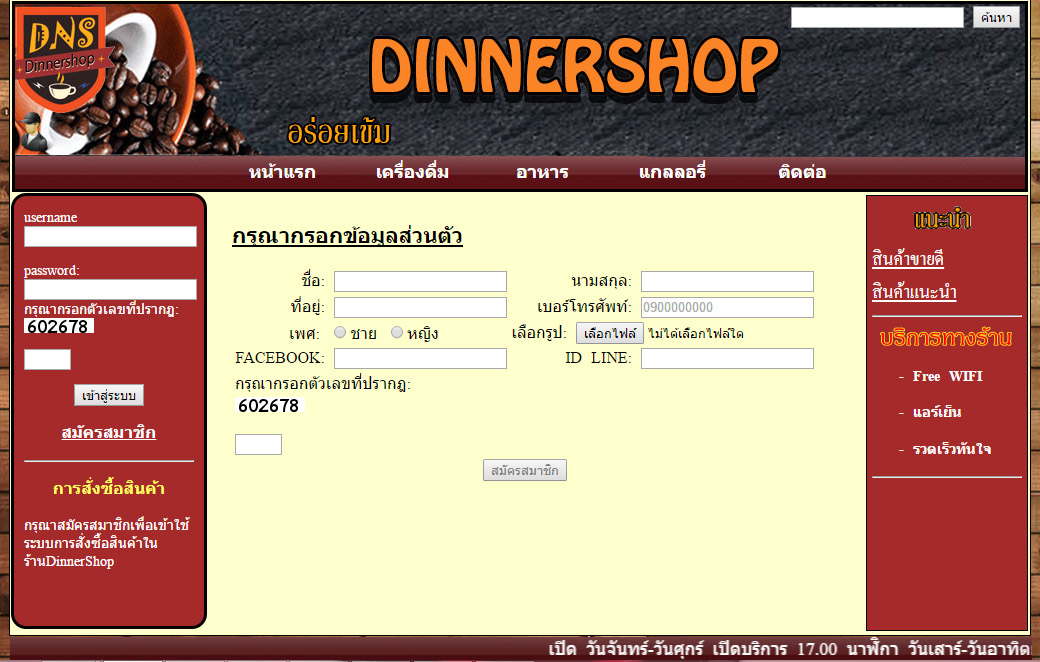 DNS
Dinnershop
DINNERSHOP
อร่อยเข้ม
ค้นหา
หน้าแรก เครื่องดื่ม อาหาร แกลลอรี่ ติดต่อ
username
password:
กรุณากรอกตัวเลขที่ปรากฎ:
602678
เข้าสู่ระบบ
สมัครสมาชิก
การสั่งซื้อสินค้า
กรุณาสมัครสมาชิกเพื่อเข้าใช้
ระบบการสั่งซื้อสินค้าใน
ร้านDinnerShop
กรุณากรอกข้อมูลส่วนตัว
ชื่อ: นามสกุล:
ที่อยู่: เบอร์โทรศัพท์: 0900000000
เพศ: ชาย หญิง เลือกรูป: เลือกไฟล์ ไม่ได้เลือกไฟล์ใด
FACEBOOK: ID LINE:
กรุณากรอกตัวเลขที่ปรากฎ:
602678
สมัครสมาชิก
แนะนำ
สินค้าขายดี
สินค้าแนะนำ
บริการทางร้าน
- Free WIFI
- แอร์เย็น
- รวดเร็วทันใจ
เปิด วันจันทร์-วันศุกร์ เปิดบริการ 17.00 นาฬิกา วันเสาร์-วันอาทิต